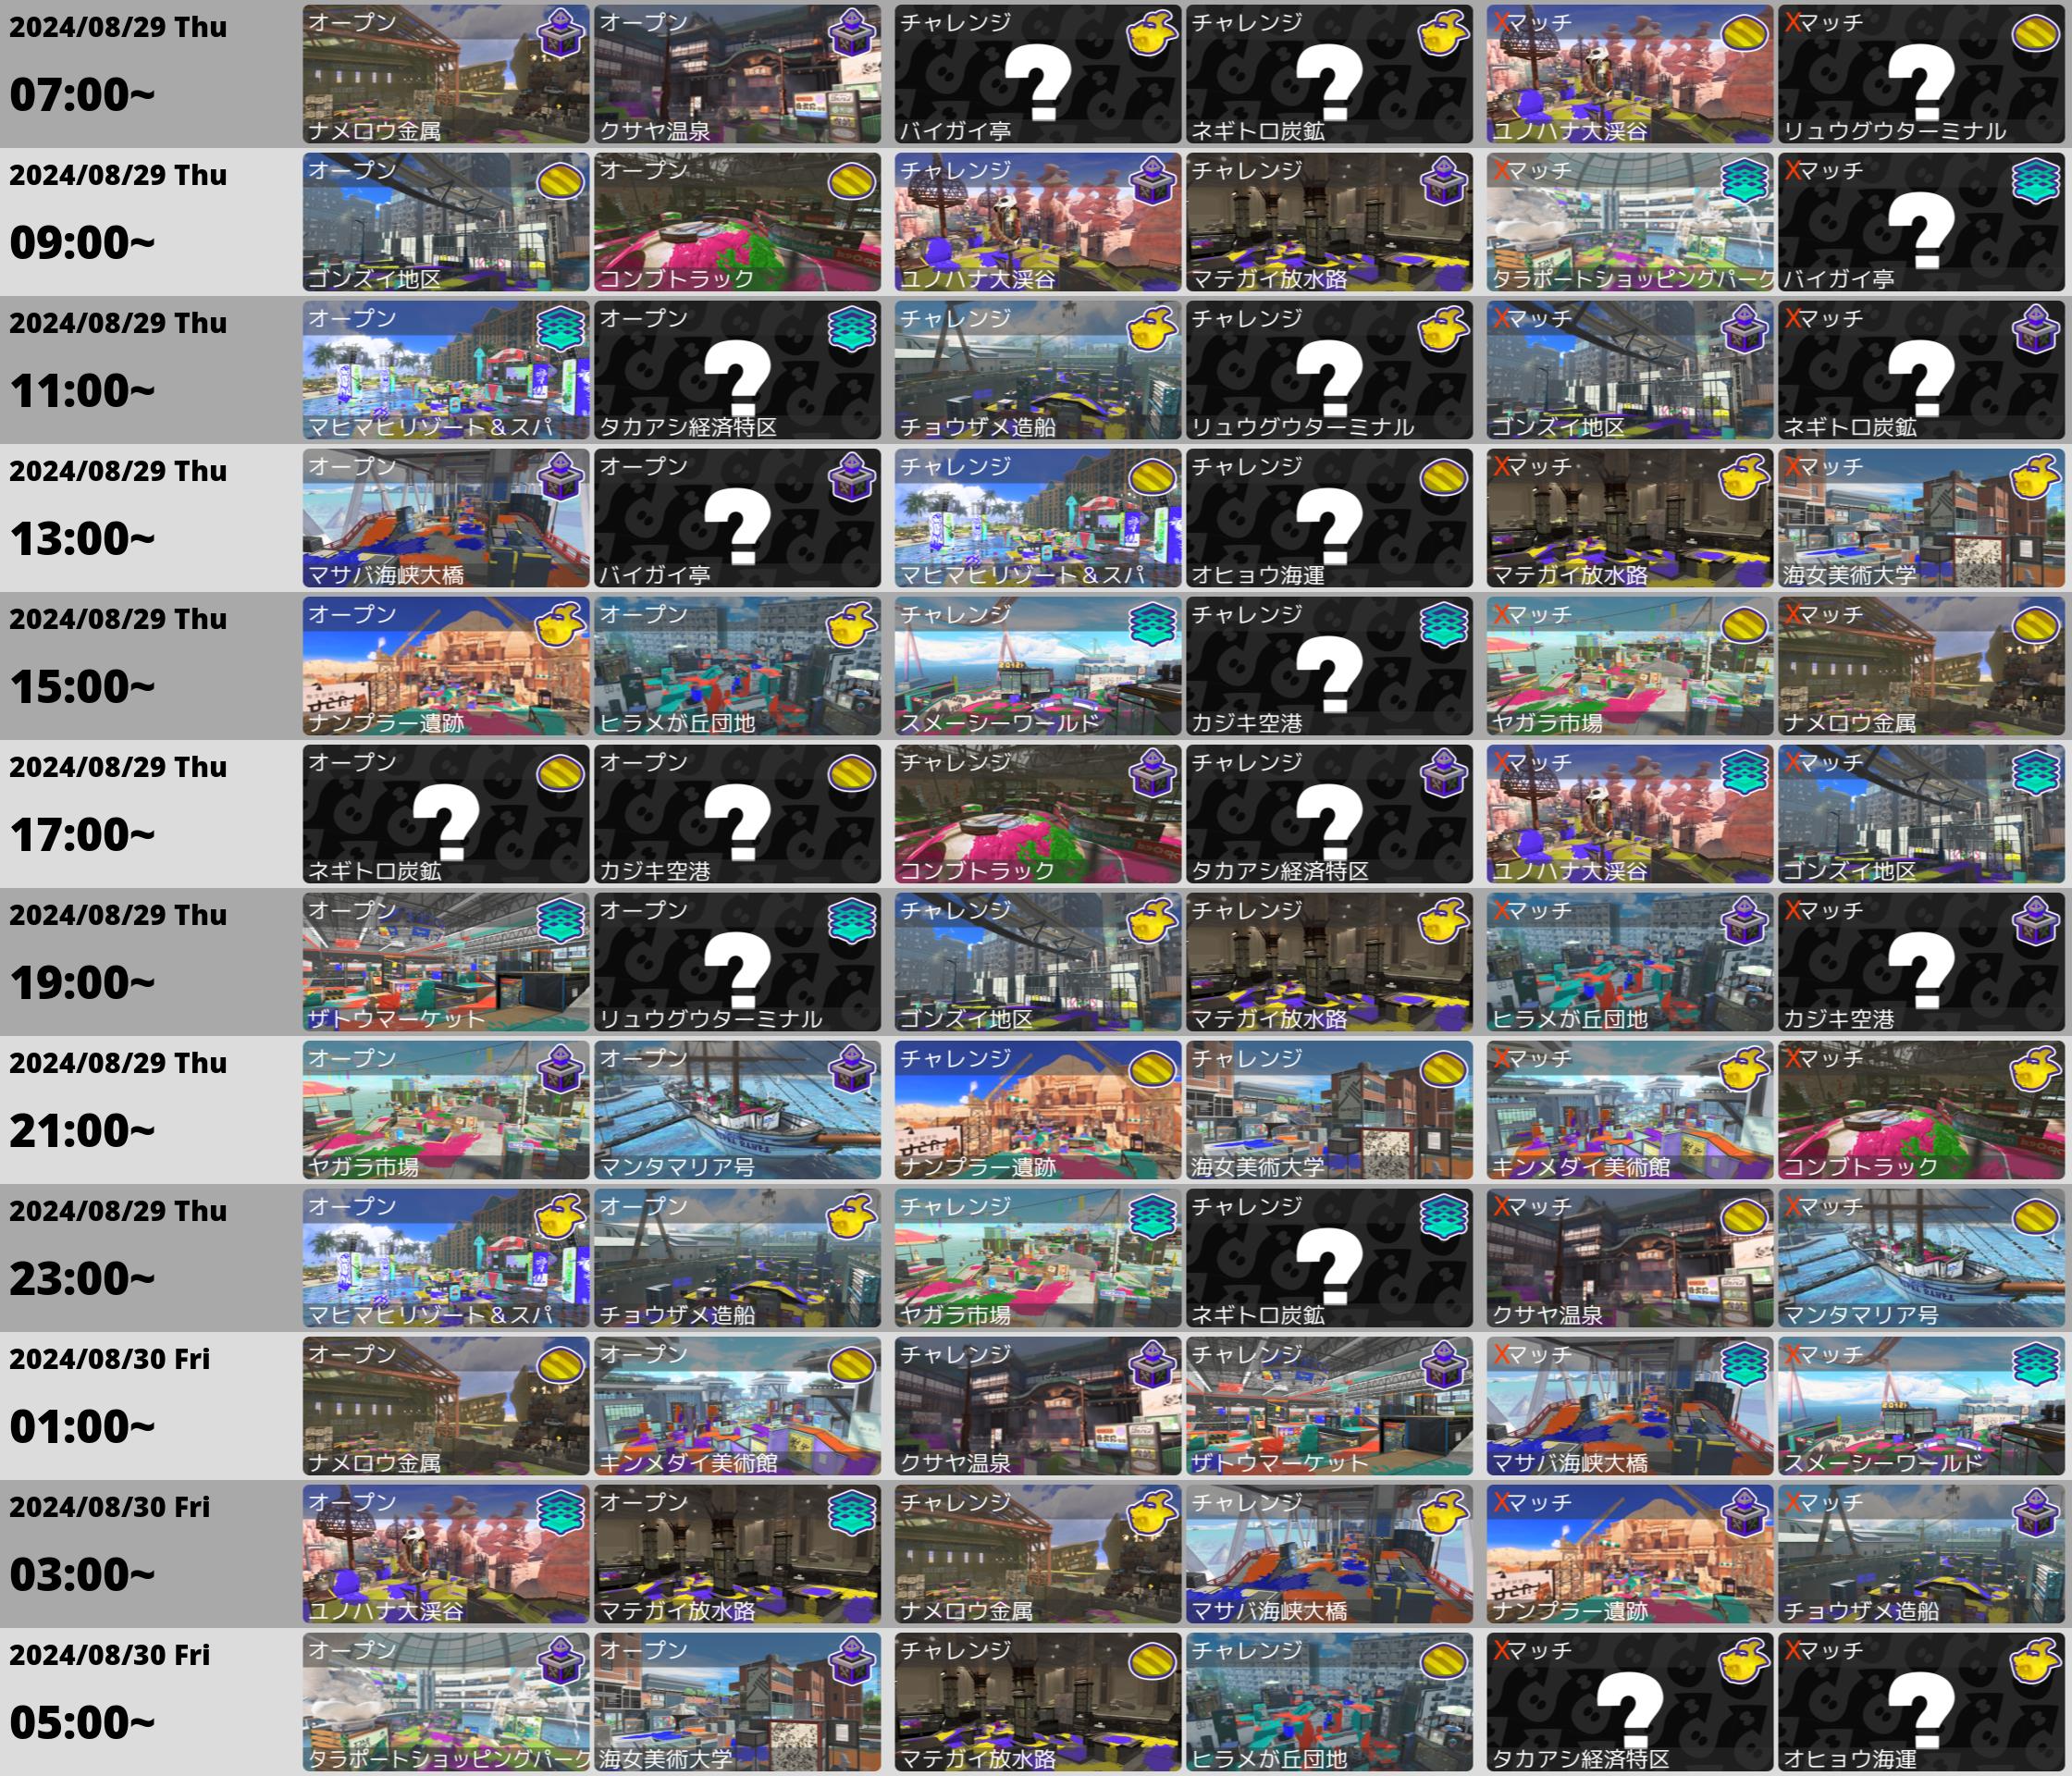 2024/08/29 Thu
07:00~
オープン
ナメロウ金属
オープン
クサヤ温泉
チャレンジ
?
バイガイ亭
チャレンジ
?
ネギトロ炭鉱
Xマッチ
ユノハナ大渓谷
Xマッチ
?
リュウグウターミナル
2024/08/29 Thu
09:00~
オープン
ゴンズイ地区
オープン
コンブトラック
チャレンジ
ユノハナ大渓谷
チャレンジ
マテガイ放水路
Xマッチ
タラポートショッピングパーク
Xマッチ
?
バイガイ亭
2024/08/29 Thu
11:00~
オープン
マヒマヒリゾート＆スパ
オープン
?
タカアシ経済特区
チャレンジ
チョウザメ造船
チャレンジ
?
リュウグウターミナル
Xマッチ
ゴンズイ地区
Xマッチ
?
ネギトロ炭鉱
2024/08/29 Thu
13:00~
オープン
マサバ海峡大橋
オープン
?
バイガイ亭
チャレンジ
マヒマヒリゾート＆スパ
チャレンジ
?
オヒョウ海運
Xマッチ
マテガイ放水路
Xマッチ
海女美術大学
2024/08/29 Thu
15:00~
オープン
ナンプラー遺跡
オープン
ヒラメが丘団地
チャレンジ
スメーシーワールド
チャレンジ
?
カジキ空港
Xマッチ
ヤガラ市場
Xマッチ
ナメロウ金属
2024/08/29 Thu
17:00~
オープン
?
ネギトロ炭鉱
オープン
?
カジキ空港
チャレンジ
コンブトラック
チャレンジ
?
タカアシ経済特区
Xマッチ
ユノハナ大渓谷
Xマッチ
ゴンズイ地区
2024/08/29 Thu
19:00~
オープン
ザトウマーケット
オープン
?
リュウグウターミナル
チャレンジ
ゴンズイ地区
チャレンジ
マテガイ放水路
Xマッチ
ヒラメが丘団地
Xマッチ
?
カジキ空港
2024/08/29 Thu
21:00~
オープン
ヤガラ市場
オープン
マンタマリア号
チャレンジ
ナンプラー遺跡
チャレンジ
海女美術大学
Xマッチ
キンメダイ美術館
Xマッチ
コンブトラック
2024/08/29 Thu
23:00~
オープン
マヒマヒリゾート＆スパ
オープン
チョウザメ造船
チャレンジ
ヤガラ市場
チャレンジ
?
ネギトロ炭鉱
Xマッチ
クサヤ温泉
Xマッチ
マンタマリア号
2024/08/30 Fri
01:00~
オープン
ナメロウ金属
オープン
キンメダイ美術館
チャレンジ
クサヤ温泉
チャレンジ
ザトウマーケット
Xマッチ
マサバ海峡大橋
Xマッチ
スメーシーワールド
2024/08/30 Fri
03:00~
オープン
ユノハナ大渓谷
オープン
マテガイ放水路
チャレンジ
ナメロウ金属
チャレンジ
マサバ海峡大橋
Xマッチ
ナンプラー遺跡
Xマッチ
チョウザメ造船
2024/08/30 Fri
05:00~
オープン
タラポートショッピングパーク
オープン
海女美術大学
チャレンジ
マテガイ放水路
チャレンジ
ヒラメが丘団地
Xマッチ
?
タカアシ経済特区
Xマッチ
?
オヒョウ海運